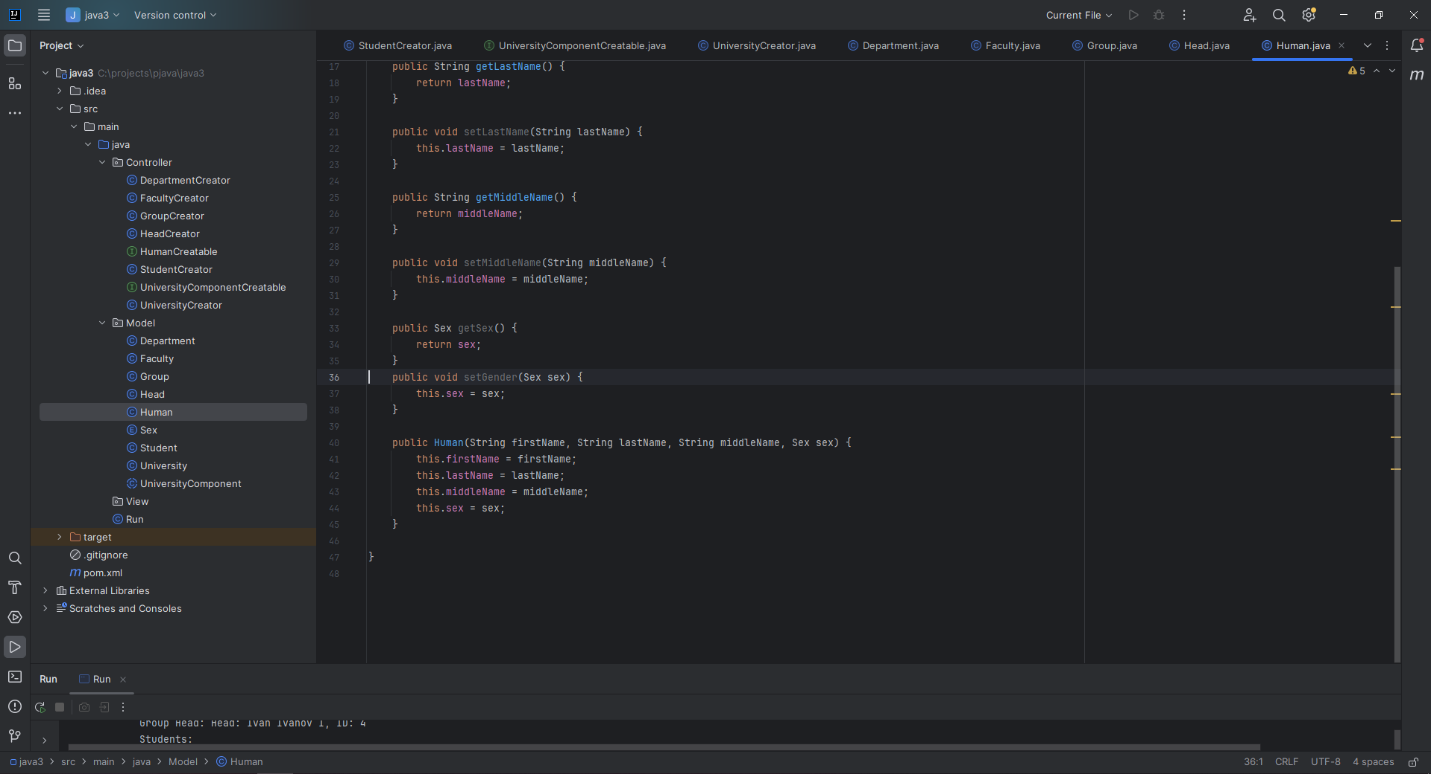 java3
Version control
Current File
Project
StudentCreator.java
UniversityComponentCreatable.java
UniversityCreator.java
Department.java
Faculty.java
Group.java
Head.java
Human.java
java3 C:\projects\pjava\java3
.idea
src
main
java
Controller
DepartmentCreator
FacultyCreator
GroupCreator
HeadCreator
HumanCreatable
StudentCreator
UniversityComponentCreatable
UniversityCreator
Model
Department
Faculty
Group
Head
Human
Sex
Student
University
UniversityComponent
View
Run
target
.gitignore
pom.xml
External Libraries
Scratches and Consoles
5
17 public String getLastName() {
18 return lastName;
19 }
20
21 public void setLastName(String lastName) {
22 this.lastName = lastName;
23 }
24
25 public String getMiddleName() {
26 return middleName;
27 }
28
29 public void setMiddleName(String middleName) {
30 this.middleName = middleName;
31 }
32
33 public Sex getSex() {
34 return sex;
35 }
36 public void setGender(Sex sex) {
37 this.sex = sex;
38 }
39
40 public Human(String firstName, String lastName, String middleName, Sex sex) {
41 this.firstName = firstName;
42 this.lastName = lastName;
43 this.middleName = middleName;
44 this.sex = sex;
45 }
46
47 }
48
Run
Run
Group Head: Head: Ivan Ivanov I, ID: 4
Students:
java3 > src > main > java > Model > Human
36:1 CRLF UTF-8 4 spaces